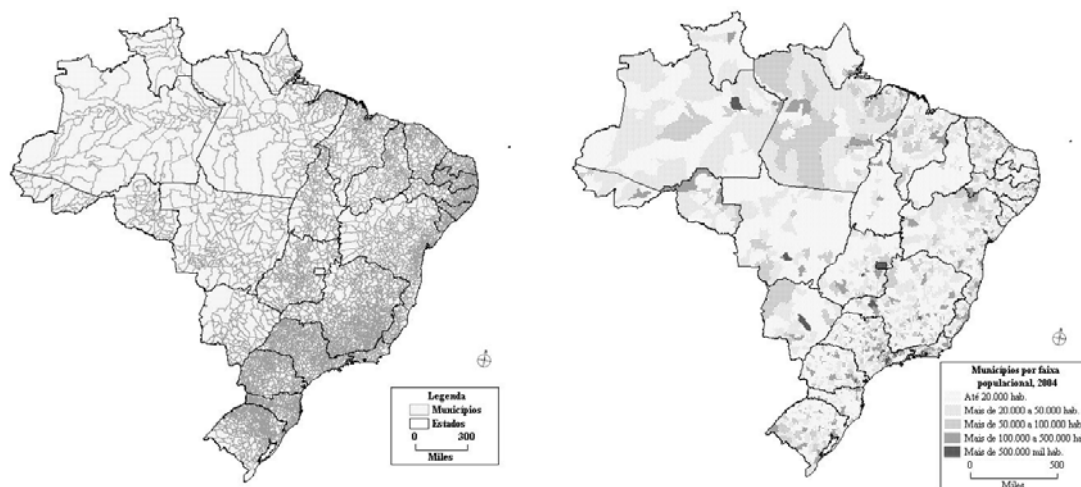 Legenda
Municípios
Estados
0 300
Miles
Municípios por faixa
populacional, 2004
Até 20.000 hab.
Mais de 20.000 a 50.000 hab.
Mais de 50.000 a 100.000 hab.
Mais de 100.000 a 500.000 ha
Mais de 500.000 mil hab.
0 500
Miles